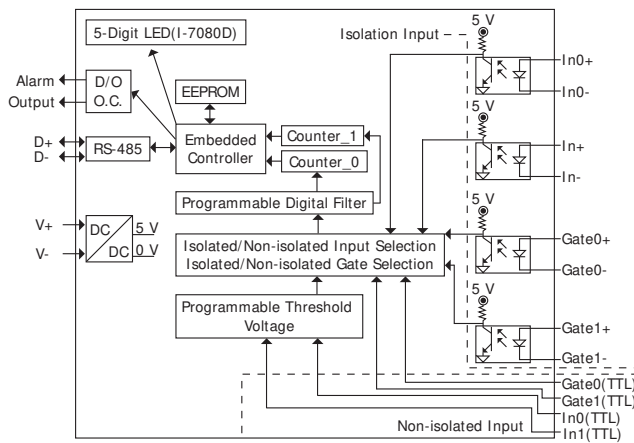 5-Digit LED(I-7080D)
Isolation Input
5 V
In0+
In0-
Alarm
Output
D/O
O.C.
EEPROM
Embedded
Controller
Counter_1
Counter_0
5 V
In+
In-
D+
D-
RS-485
Programmable Digital Filter
5 V
V+
V-
DC
DC
5 V
0 V
Isolated/Non-isolated Input Selection
Isolated/Non-isolated Gate Selection
Gate0+
Gate0-
5 V
Programmable Threshold
Voltage
Gate1+
Gate1-
Gate0(TTL)
Gate1(TTL)
In0(TTL)
In1(TTL)
Non-isolated Input